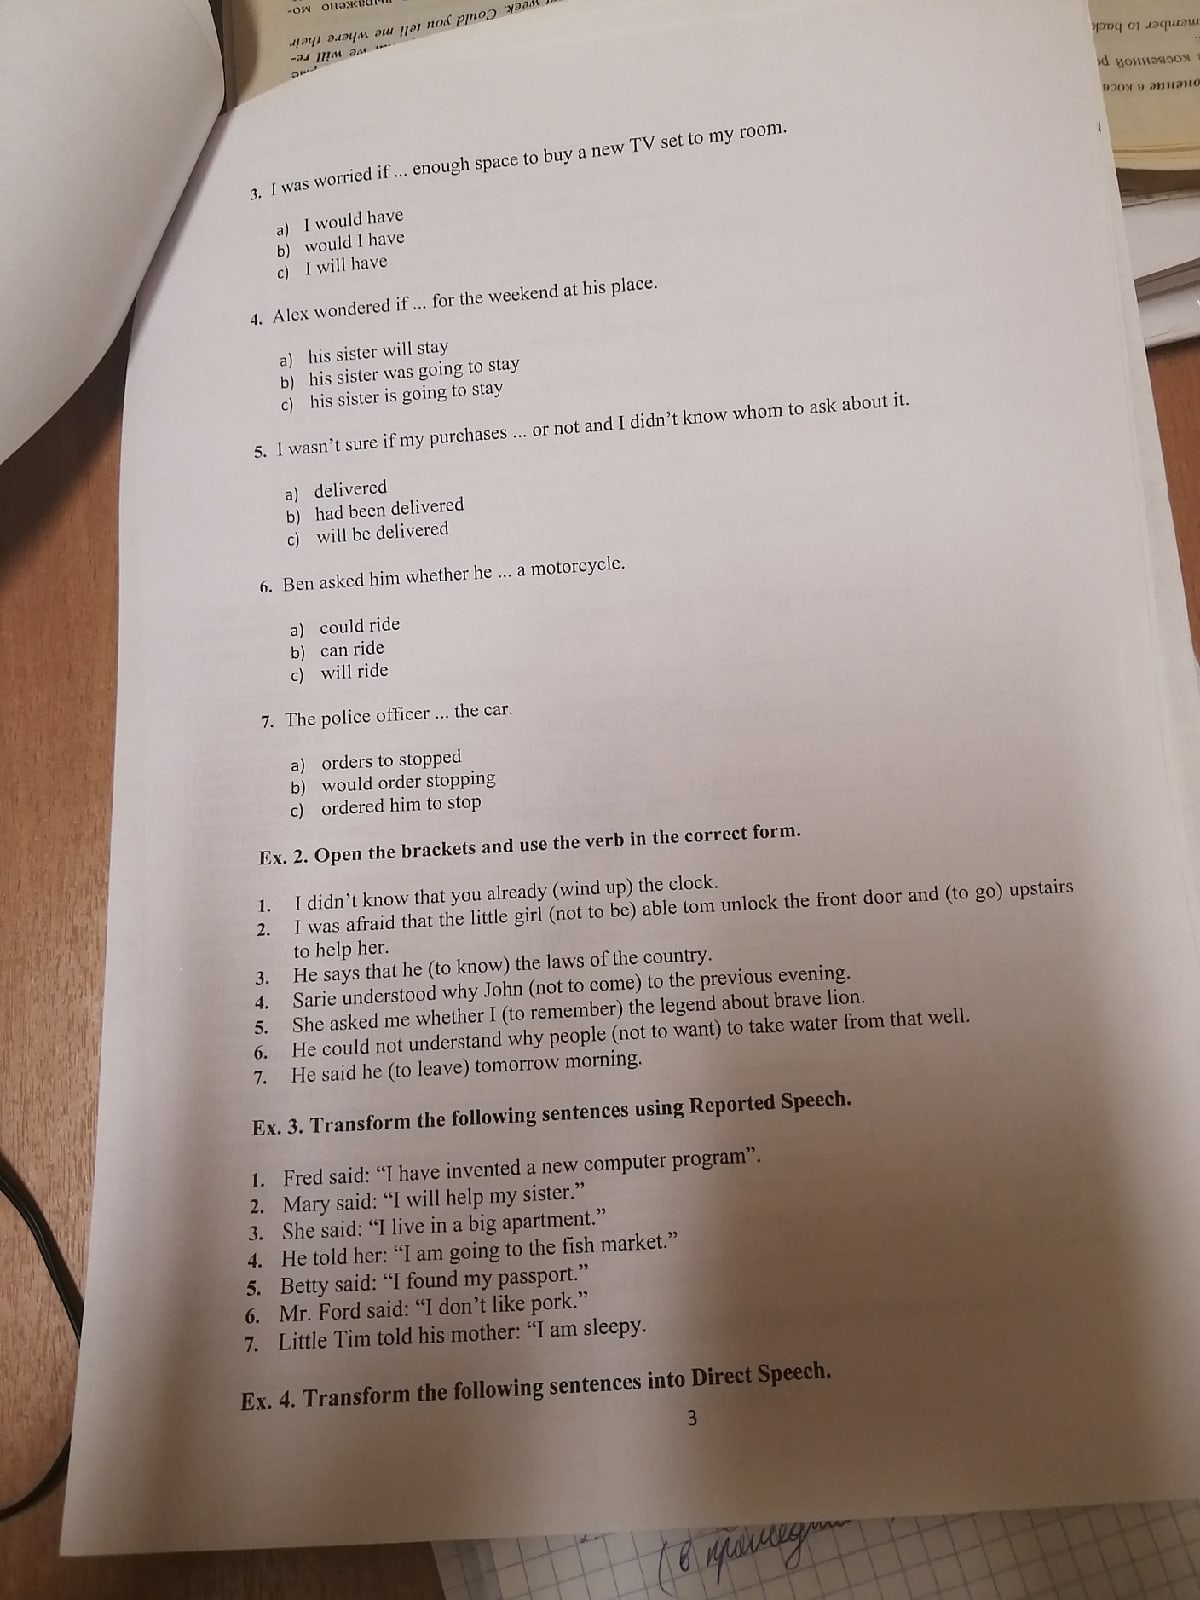 week. Could you tell me where their
we will re-
member to back
3. I was worried if ... enough space to buy a new TV set to my room.
a) I would have
b) would I have
c) I will have
4. Alex wondered if ... for the weekend at his place.
a) his sister will stay
b) his sister was going to stay
c) his sister is going to stay
5. I wasn't sure if my purchases ... or not and I didn't know whom to ask about it.
a) delivered
b) had been delivered
c) will be delivered
6. Ben asked him whether he ... a motorcycle.
a) could ride
b) can ride
c) will ride
7. The police officer ... the car.
a) orders to stopped
b) would order stopping
c) ordered him to stop
Ex. 2. Open the brackets and use the verb in the correct form.
1. I didn't know that you already (wind up) the clock.
2. I was afraid that the little girl (not to be) able tom unlock the front door and (to go) upstairs
to help her.
3. He says that he (to know) the laws of the country.
4. Sarie understood why John (not to come) to the previous evening.
5. She asked me whether I (to remember) the legend about brave lion.
6. He could not understand why people (not to want) to take water from that well.
7. He said he (to leave) tomorrow morning.
Ex. 3. Transform the following sentences using Reported Speech.
1. Fred said: “I have invented a new computer program”.
2. Mary said: “I will help my sister.”
3. She said: “I live in a big apartment.”
4. He told her: “I am going to the fish market.”
5. Betty said: “I found my passport.”
6. Mr. Ford said: “I don't like pork.”
7. Little Tim told his mother: “I am sleepy.
Ex. 4. Transform the following sentences into Direct Speech.
3
(в